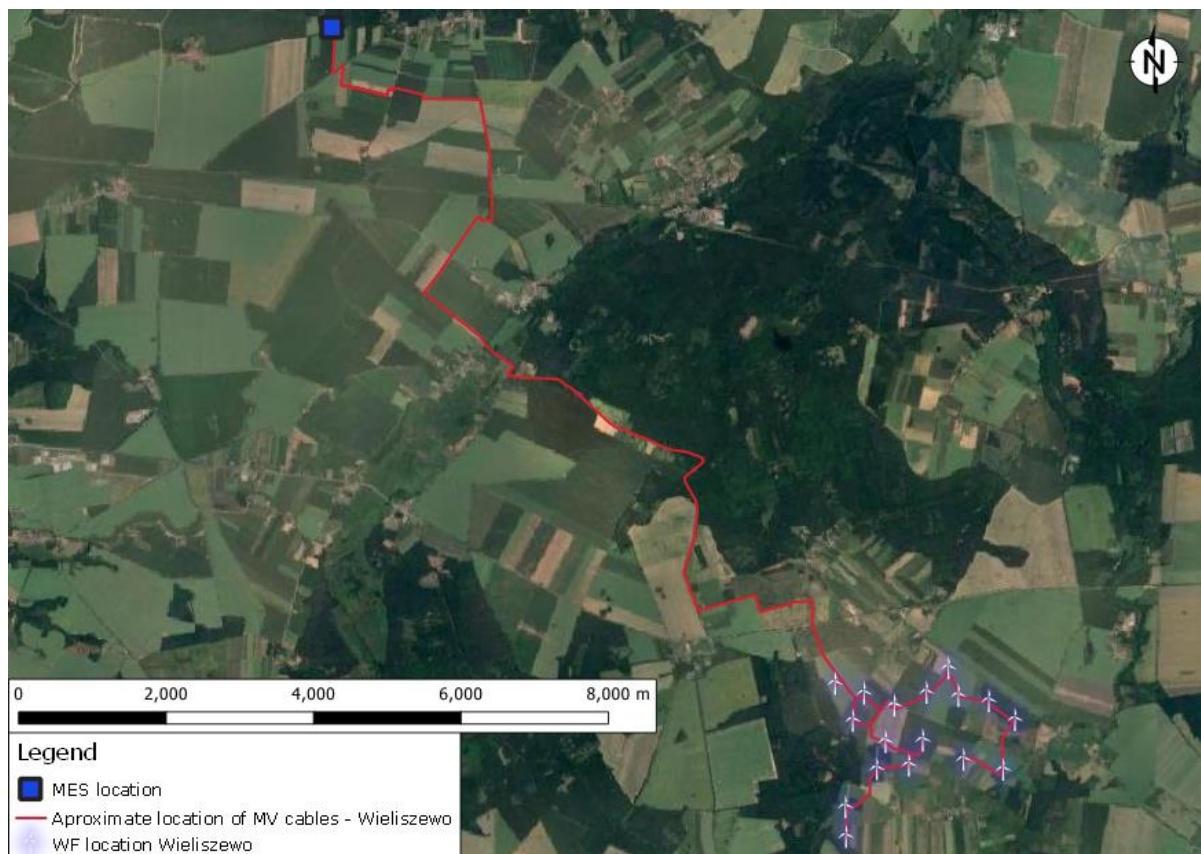 N
0 2,000 4,000 6,000 8,000 m
Legend
MES location
Aproximate location of MV cables - Wieliszewo
WF location Wieliszewo